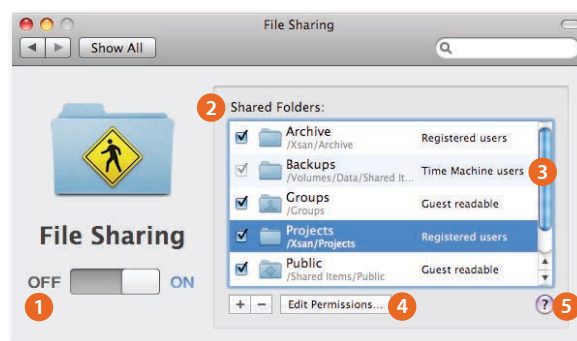 File Sharing
Show All
2
Shared Folders:
Archive
/Xsan/Archive
Registered users
Backups
/Volumes/Data/Shared It...
Time Machine users
3
Groups
/Groups
Guest readable
File Sharing
Projects
/Xsan/Projects
Registered users
Public
/Shared Items/Public
Guest readable
OFF
ON
1
+
−
Edit Permissions...
4
?
5